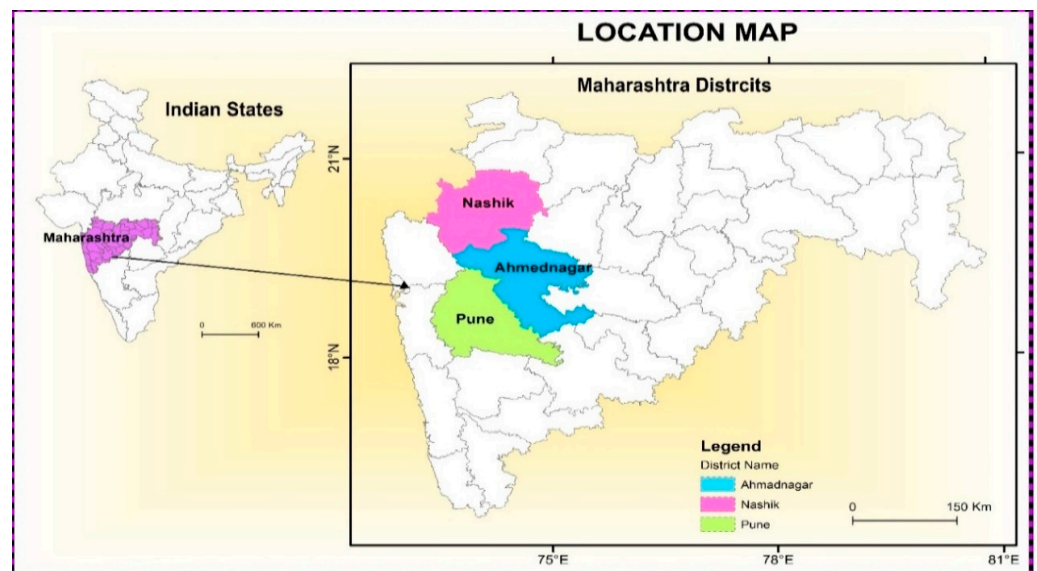 LOCATION MAP
Indian States
Maharashtra
0 600 Km
Maharashtra Distrcits
21°N
18°N
Nashik
Ahmednagar
Pune
Legend
District Name
Ahmadnagar
Nashik
Pune
0 150 Km
75°E 78°E 81°E